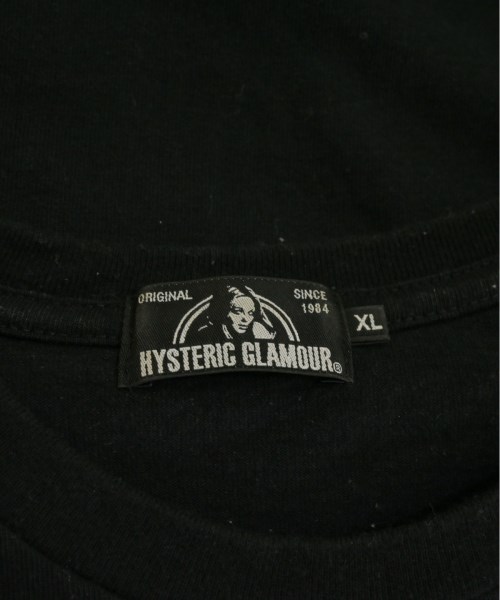 ORIGINAL
SINCE
1984
HYSTERIC GLAMOUR®
XL